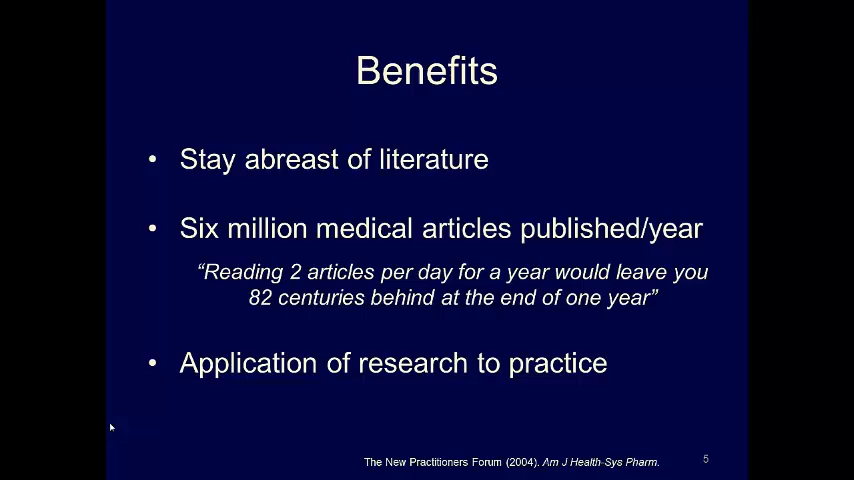 Benefits
• Stay abreast of literature
• Six million medical articles published/year
“Reading 2 articles per day for a year would leave you
82 centuries behind at the end of one year”
• Application of research to practice
The New Practitioners Forum (2004). Am J Health-Sys Pharm.
5